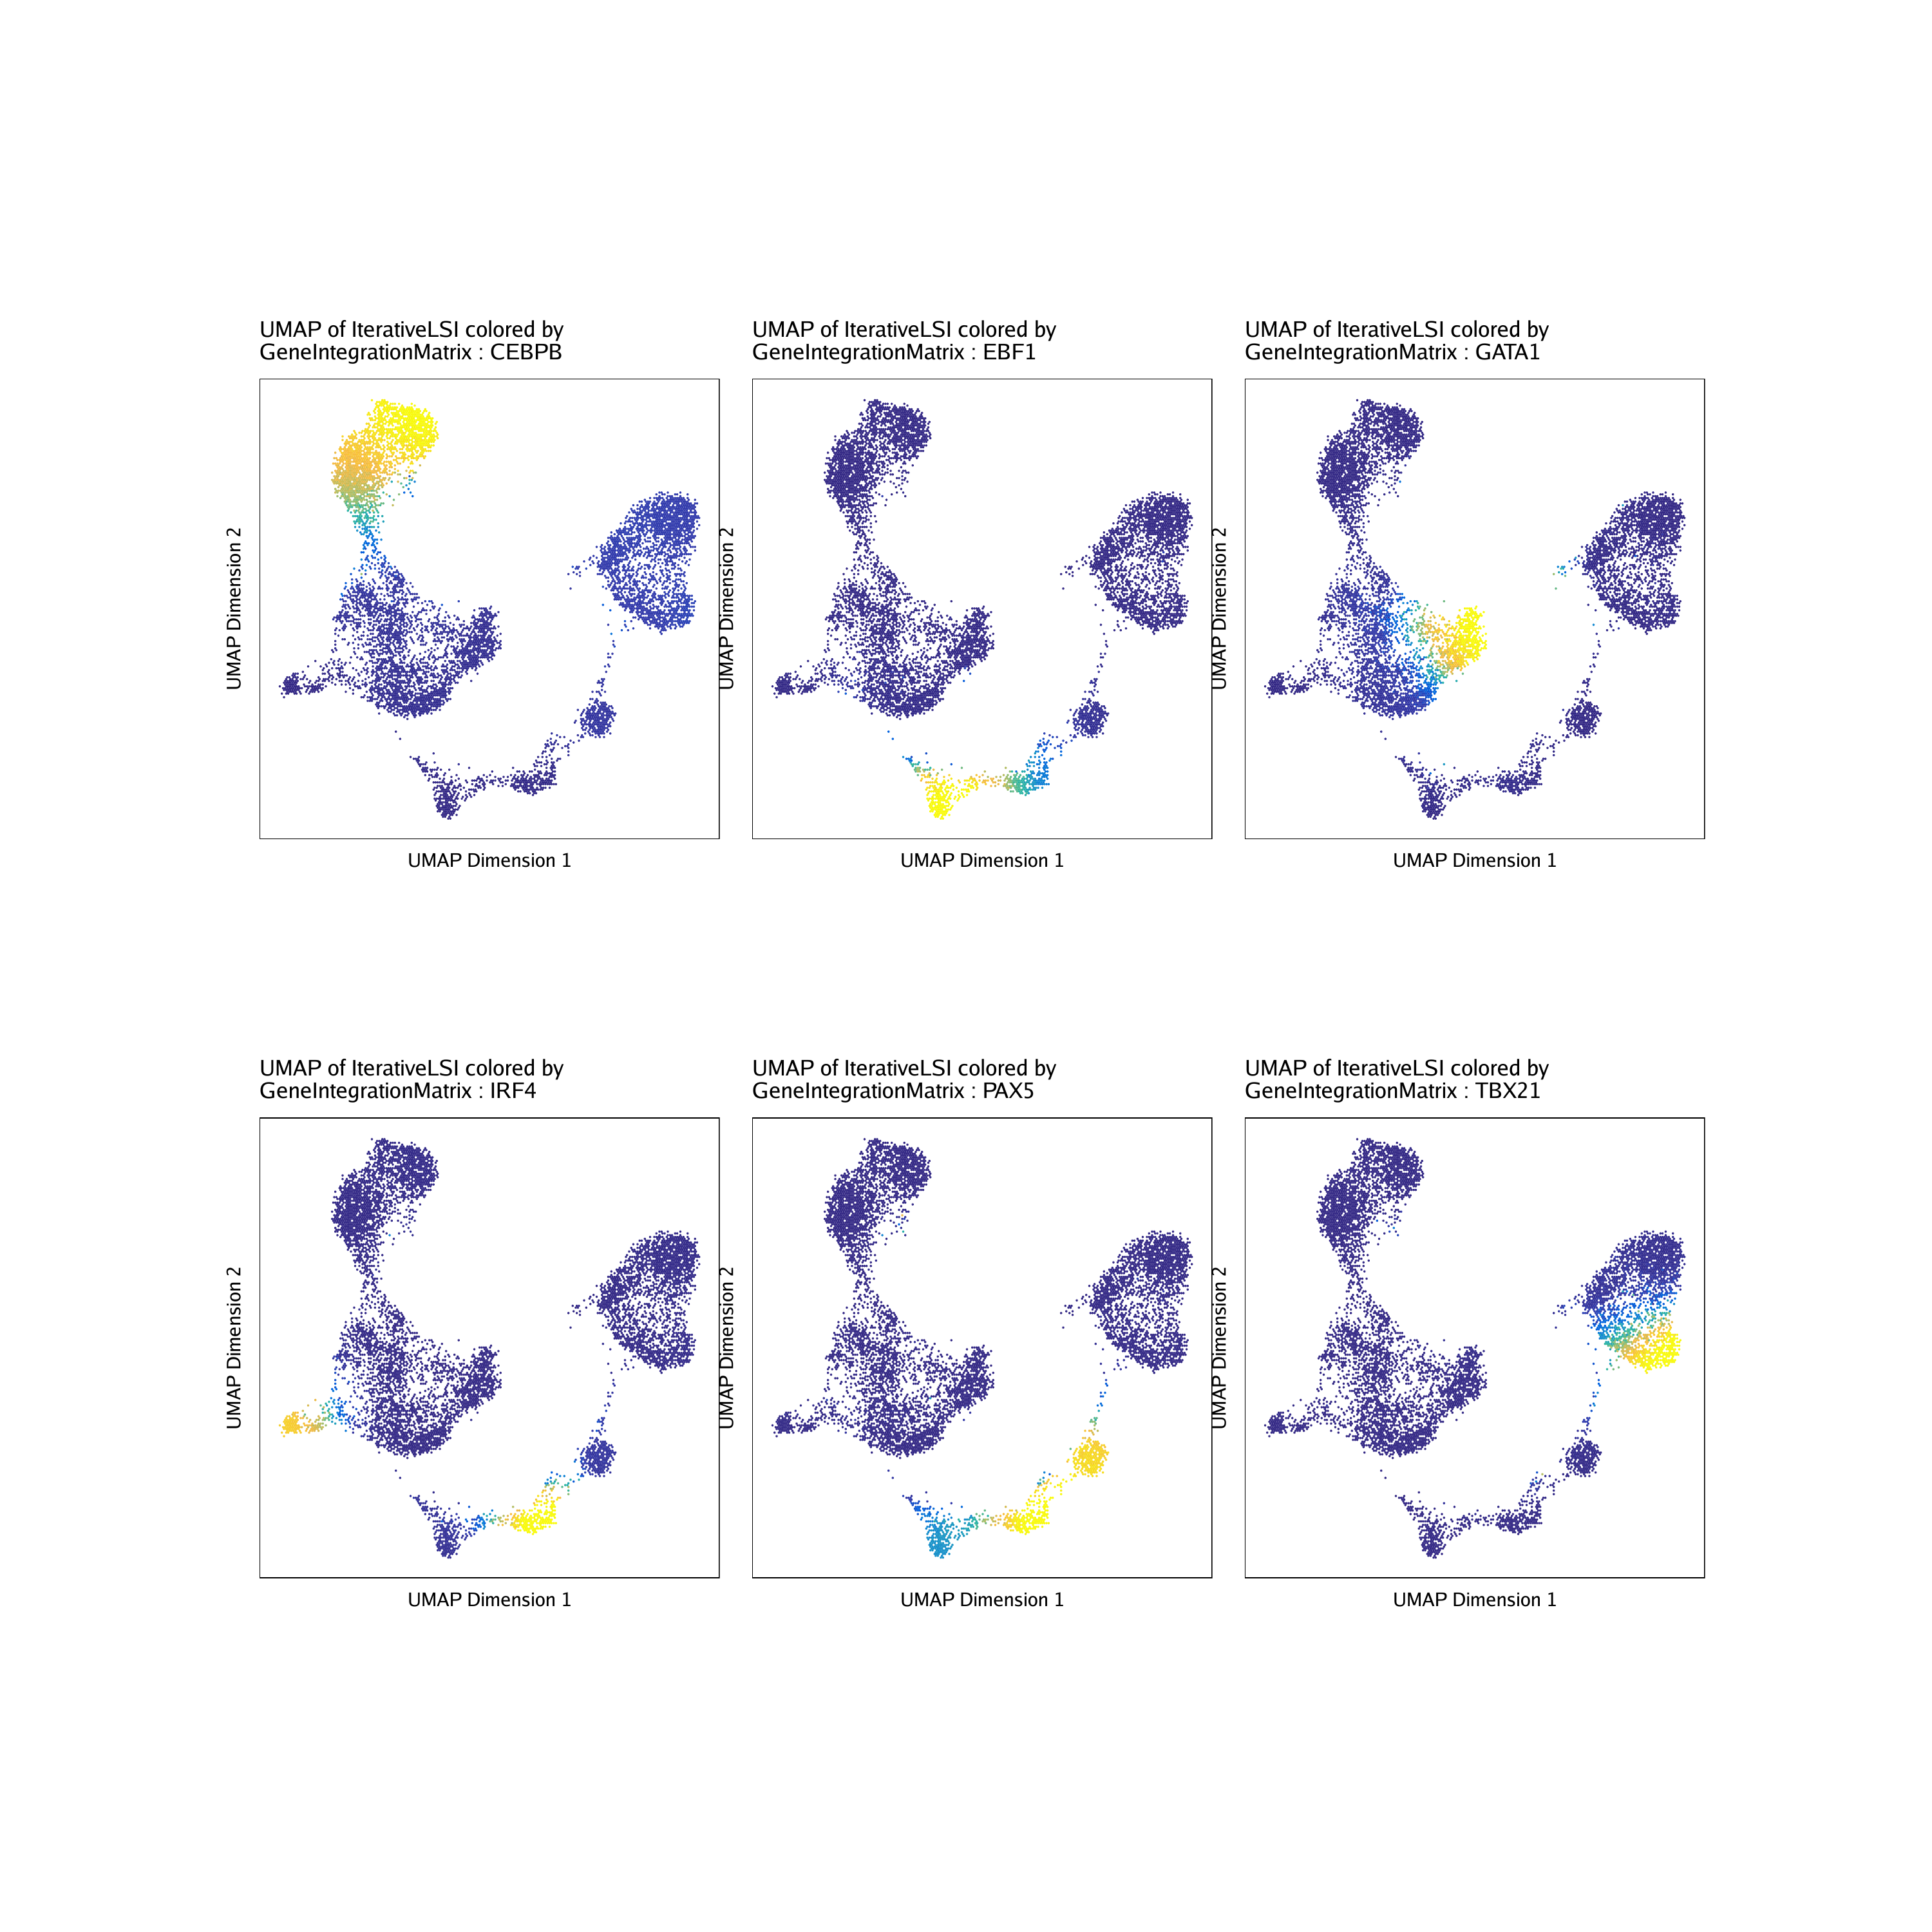 UMAP of IterativeLSI colored by
GeneIntegrationMatrix : CEBPB
UMAP Dimension 2
UMAP Dimension 1
UMAP of IterativeLSI colored by
GeneIntegrationMatrix : EBF1
UMAP Dimension 2
UMAP Dimension 1
UMAP of IterativeLSI colored by
GeneIntegrationMatrix : GATA1
UMAP Dimension 2
UMAP Dimension 1
UMAP of IterativeLSI colored by
GeneIntegrationMatrix : IRF4
UMAP Dimension 2
UMAP Dimension 1
UMAP of IterativeLSI colored by
GeneIntegrationMatrix : PAX5
UMAP Dimension 2
UMAP Dimension 1
UMAP of IterativeLSI colored by
GeneIntegrationMatrix : TBX21
UMAP Dimension 2
UMAP Dimension 1